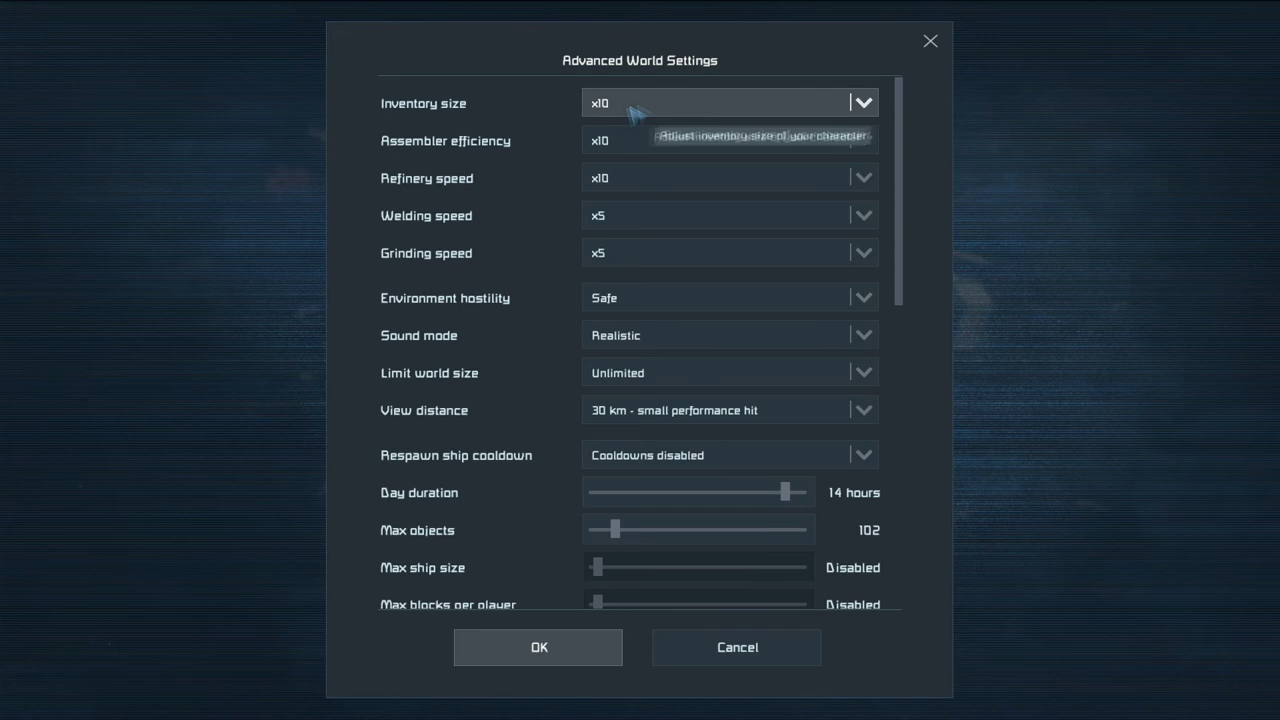 Advanced World Settings
Inventory size x10
Adjust inventory size of your character
Assembler efficiency x10
Refinery speed x10
Welding speed x5
Grinding speed x5
Environment hostility Safe
Sound mode Realistic
Limit world size Unlimited
View distance 30 km - small performance hit
Respawn ship cooldown Cooldowns disabled
Day duration 14 hours
Max objects 102
Max ship size Disabled
Max blocks per player Disabled
OK Cancel